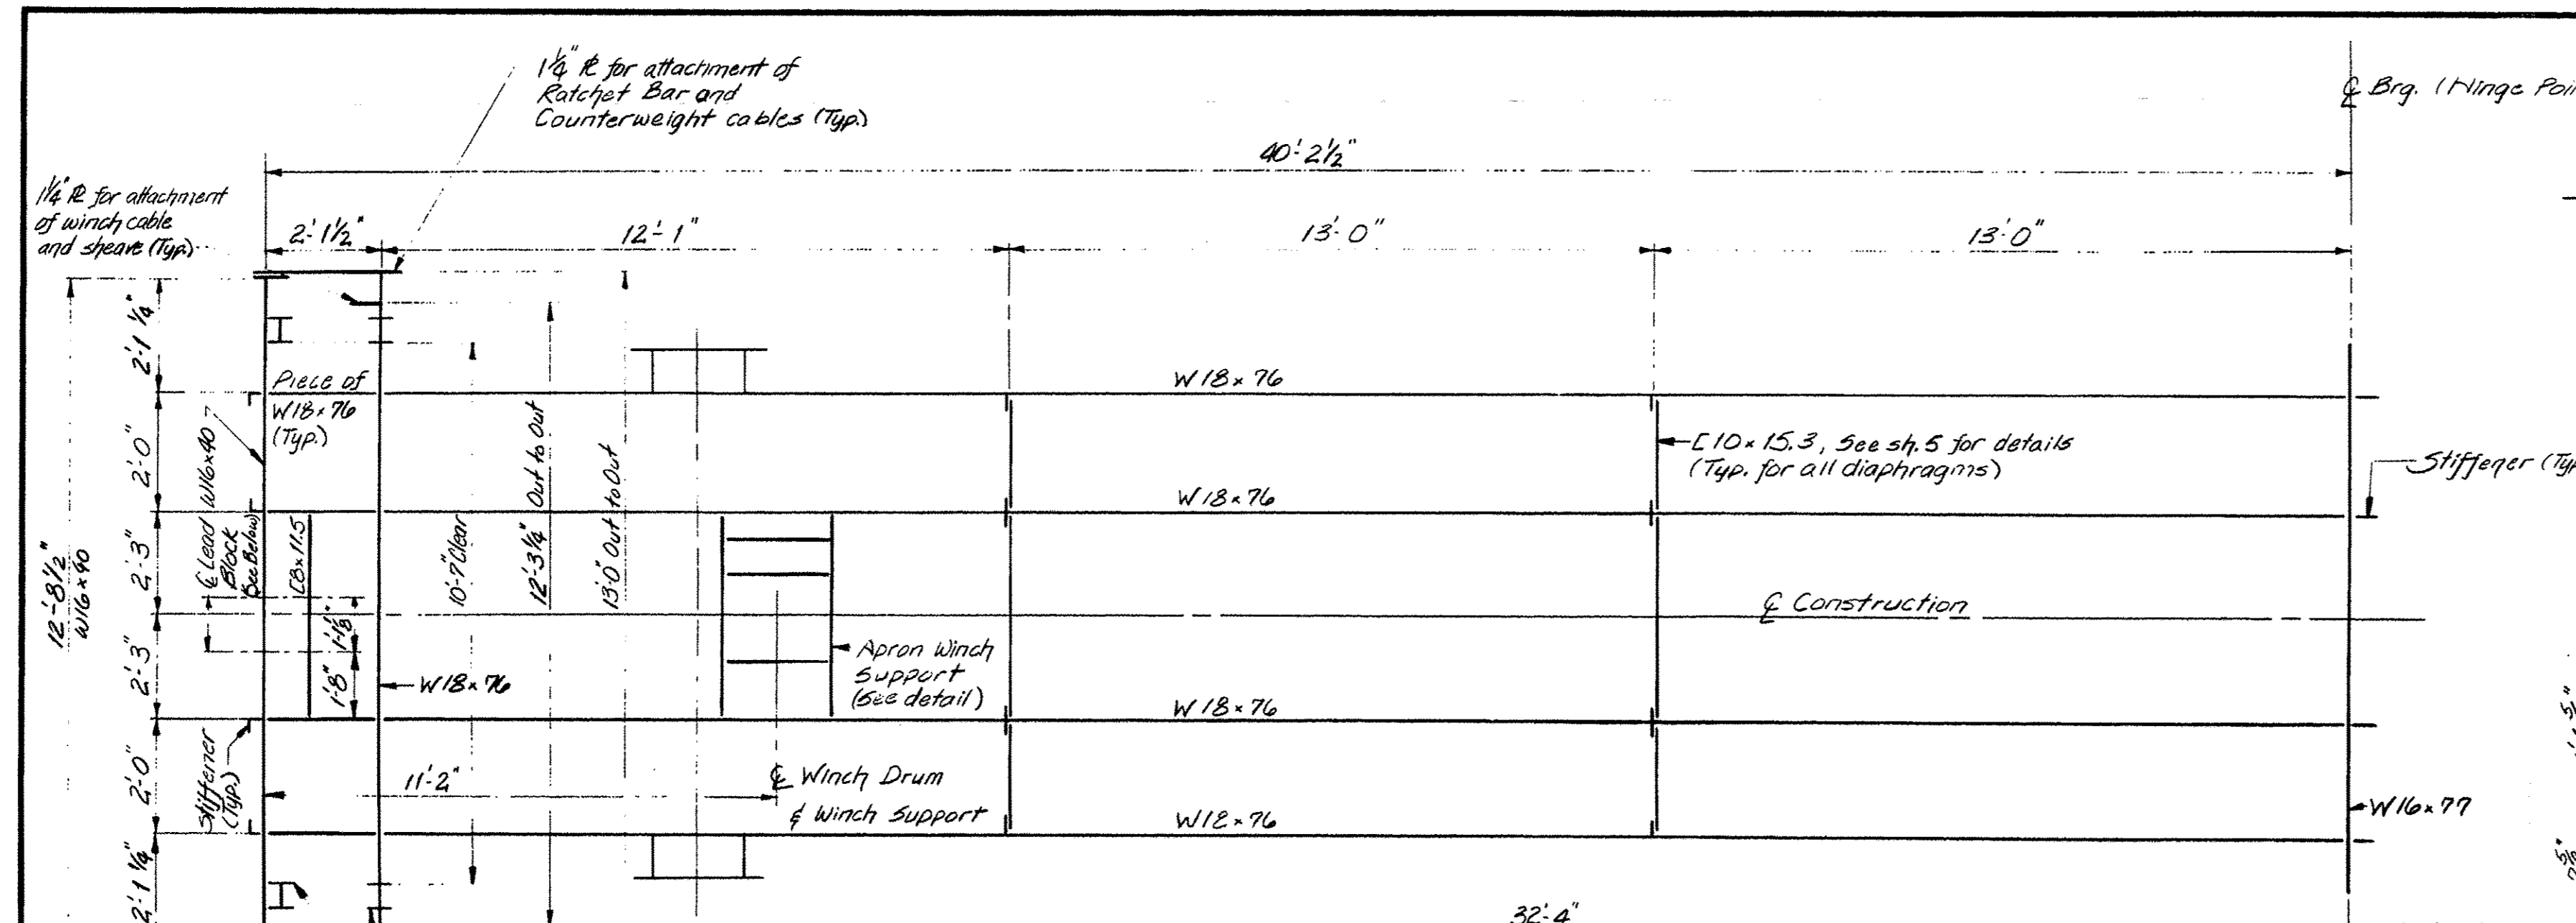 1¼" ℄ for attachment of
Ratchet Bar and
Counterweight cables (Typ.)
℄ Brg. (Hinge Poi
40'-2½"
1¼" ℄ for attachment
of winch cable
and sheave (Typ.)
2'-1½"
12'-1"
13'-0"
13'-0"
2'-1¼"
2'-0"
2'-3"
2'-3"
2'-0"
2'-1¼"
12'-8½"
W16×40
Piece of
W18×76
(Typ.)
W16×40
℄ Lead
Block
(See Below)
C8×11.5
1'-8"
10'-7" Clear
12'-3¼" Out to Out
13'-0" Out to Out
W18×76
W18×76
W18×76
W18×76
W18×76
[10×15.3, See sh. 5 for details
(Typ. for all diaphragms)
Stiffener (Typ
℄ Construction
Apron Winch
Support
(See detail)
Stiffener
(Typ.)
11'-2"
℄ Winch Drum
& Winch Support
W16×77
32'-4"